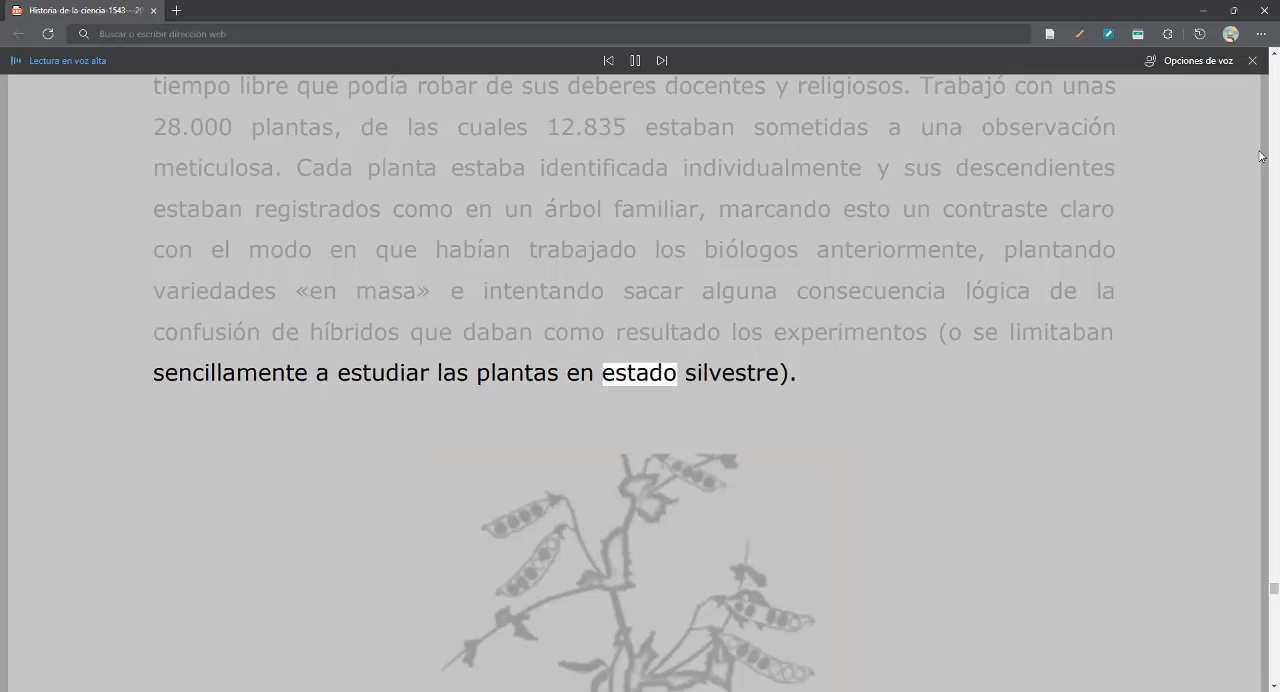 Historia-de-la-ciencia-1543---20
Buscar o escribir dirección web
Lectura en voz alta
Opciones de voz
tiempo libre que podía robar de sus deberes docentes y religiosos. Trabajó con unas
28.000 plantas, de las cuales 12.835 estaban sometidas a una observación
meticulosa. Cada planta estaba identificada individualmente y sus descendientes
estaban registrados como en un árbol familiar, marcando esto un contraste claro
con el modo en que habían trabajado los biólogos anteriormente, plantando
variedades «en masa» e intentando sacar alguna consecuencia lógica de la
confusión de híbridos que daban como resultado los experimentos (o se limitaban
sencillamente a estudiar las plantas en estado silvestre).